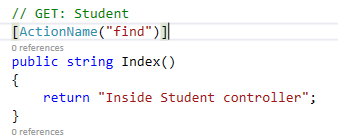 // GET: Student
[ActionName("find")]
0 references
public string Index()
{
return "Inside Student controller";
}
0 references